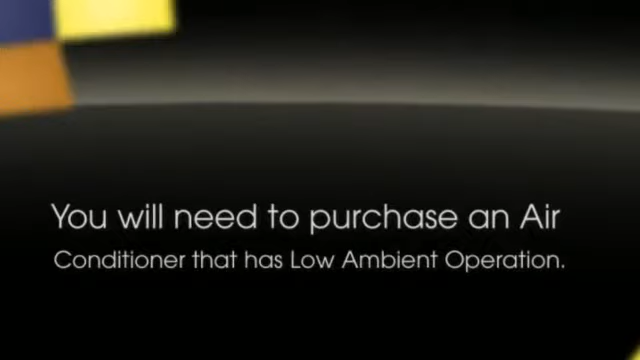 You will need to purchase an Air
Conditioner that has Low Ambient Operation.